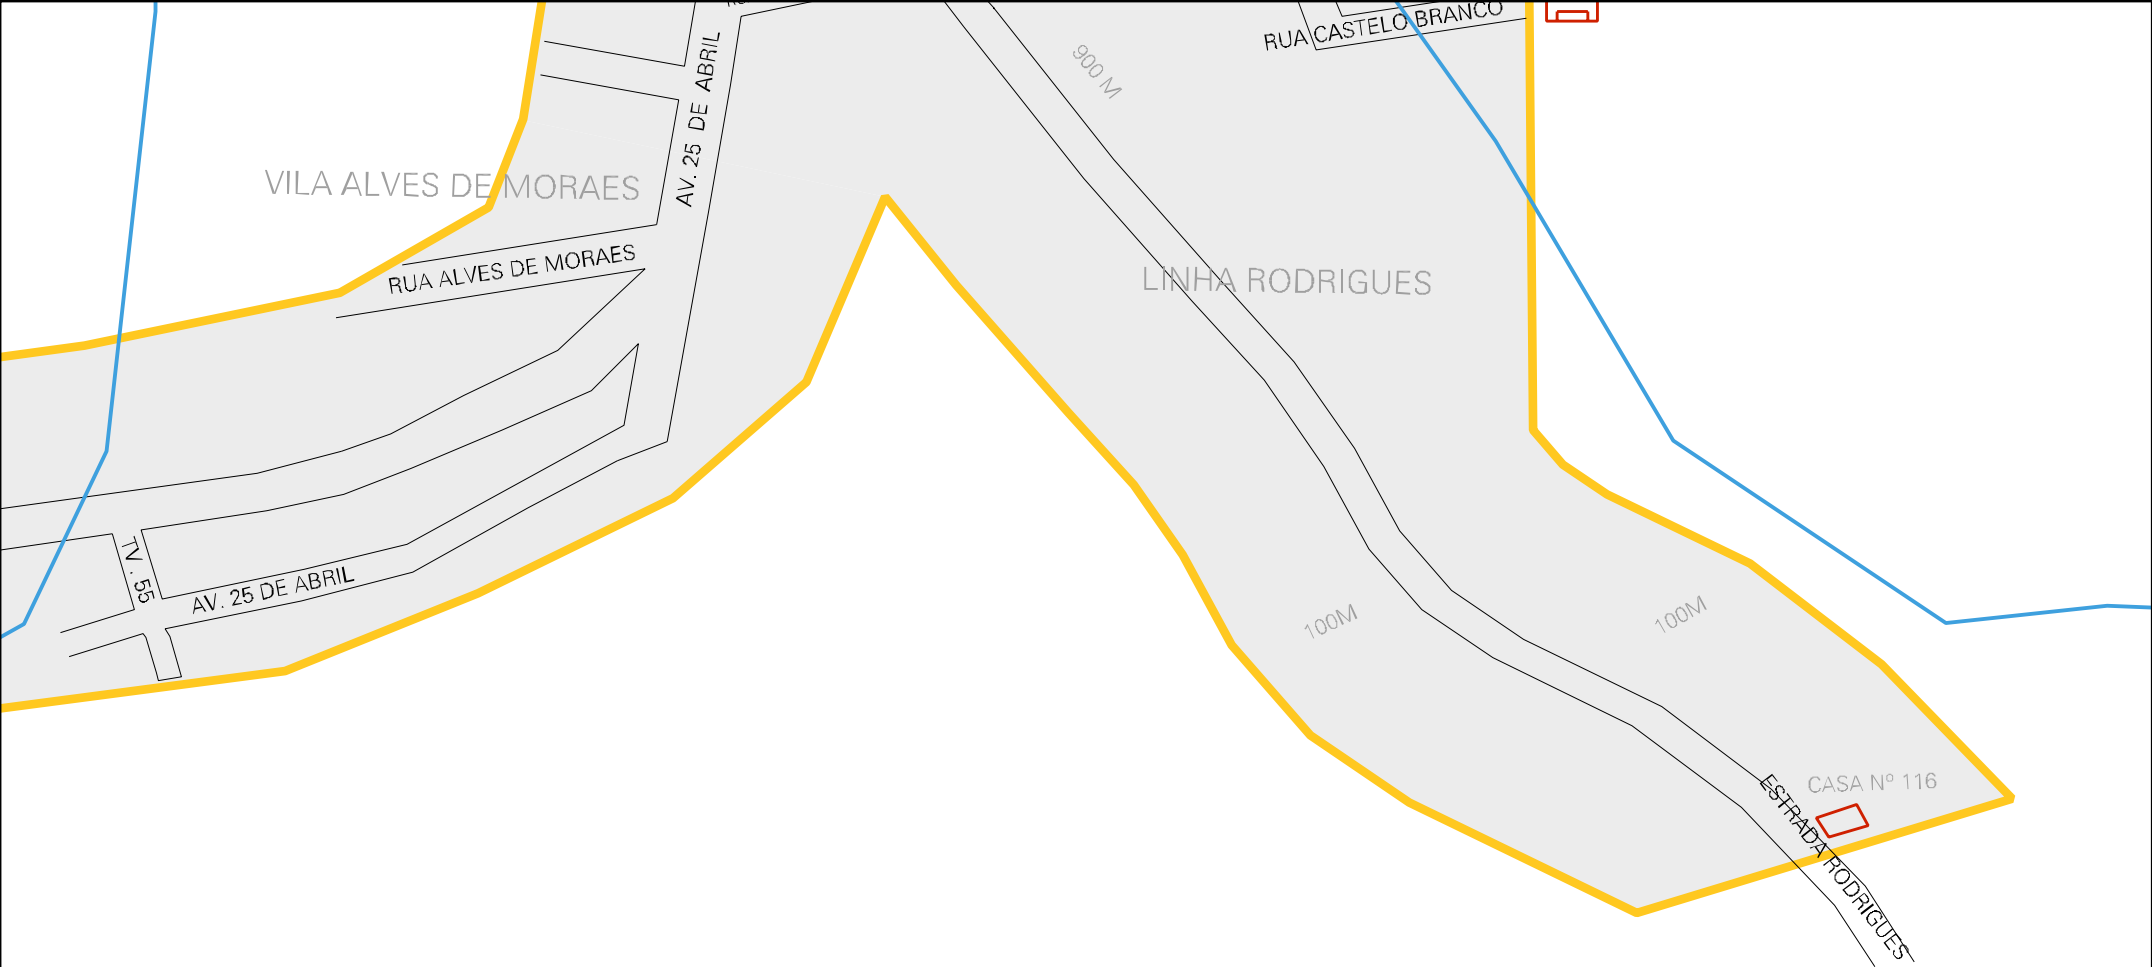 RUA CASTELO BRANCO
900 M
AV. 25 DE ABRIL
VILA ALVES DE MORAES
RUA ALVES DE MORAES
LINHA RODRIGUES
TV. 55
AV. 25 DE ABRIL
100M
100M
CASA Nº 116
ESTRADA RODRIGUES